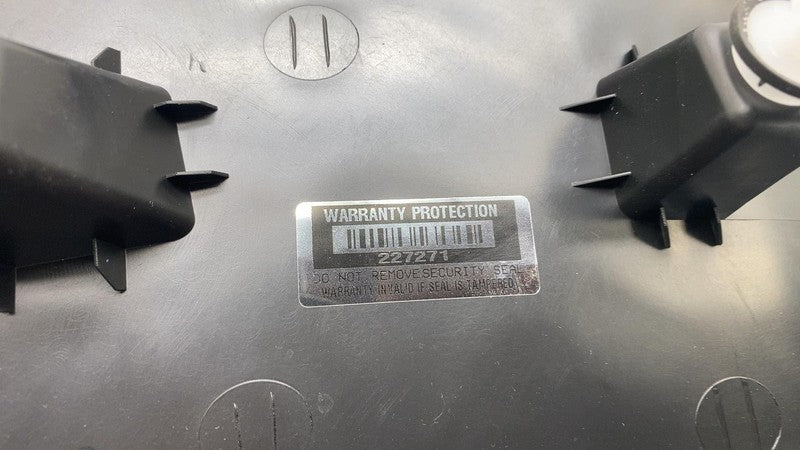 WARRANTY PROTECTION
227271
DO NOT REMOVE SECURITY SEAL
WARRANTY INVALID IF SEAL IS TAMPERED